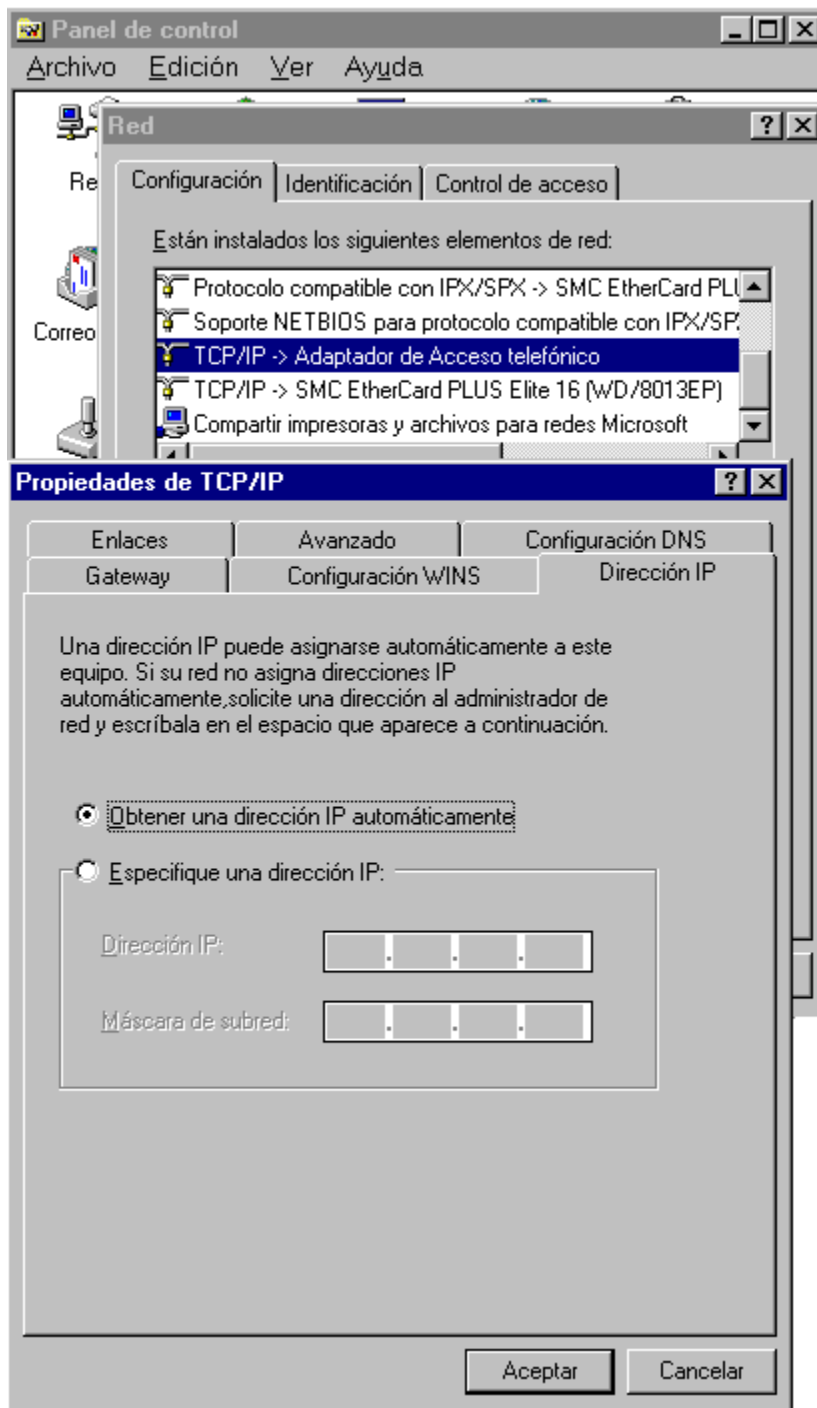 Panel de control
Archivo Edición Ver Ayuda
Red
Configuración Identificación Control de acceso
Están instalados los siguientes elementos de red:
Protocolo compatible con IPX/SPX -> SMC EtherCard PLU
Soporte NETBIOS para protocolo compatible con IPX/SP
TCP/IP -> Adaptador de Acceso telefónico
TCP/IP -> SMC EtherCard PLUS Elite 16 (WD/8013EP)
Compartir impresoras y archivos para redes Microsoft
Re
Correo
Propiedades de TCP/IP
Enlaces Avanzado Configuración DNS
Gateway Configuración WINS Dirección IP
Una dirección IP puede asignarse automáticamente a este
equipo. Si su red no asigna direcciones IP
automáticamente,solicite una dirección al administrador de
red y escríbala en el espacio que aparece a continuación.
Obtener una dirección IP automáticamente
Especifique una dirección IP:
Dirección IP:
Máscara de subred:
Aceptar Cancelar